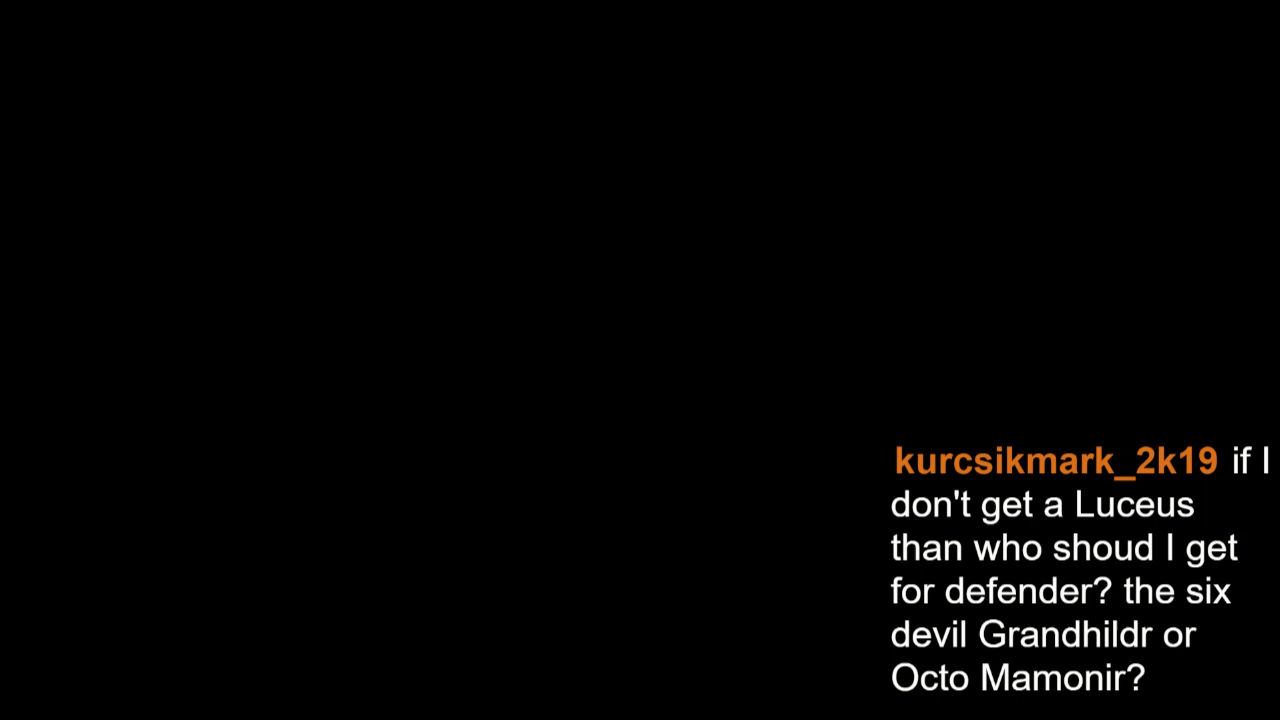 kurcsikmark_2k19 if I
don't get a Luceus
than who shoud I get
for defender? the six
devil Grandhildr or
Octo Mamonir?